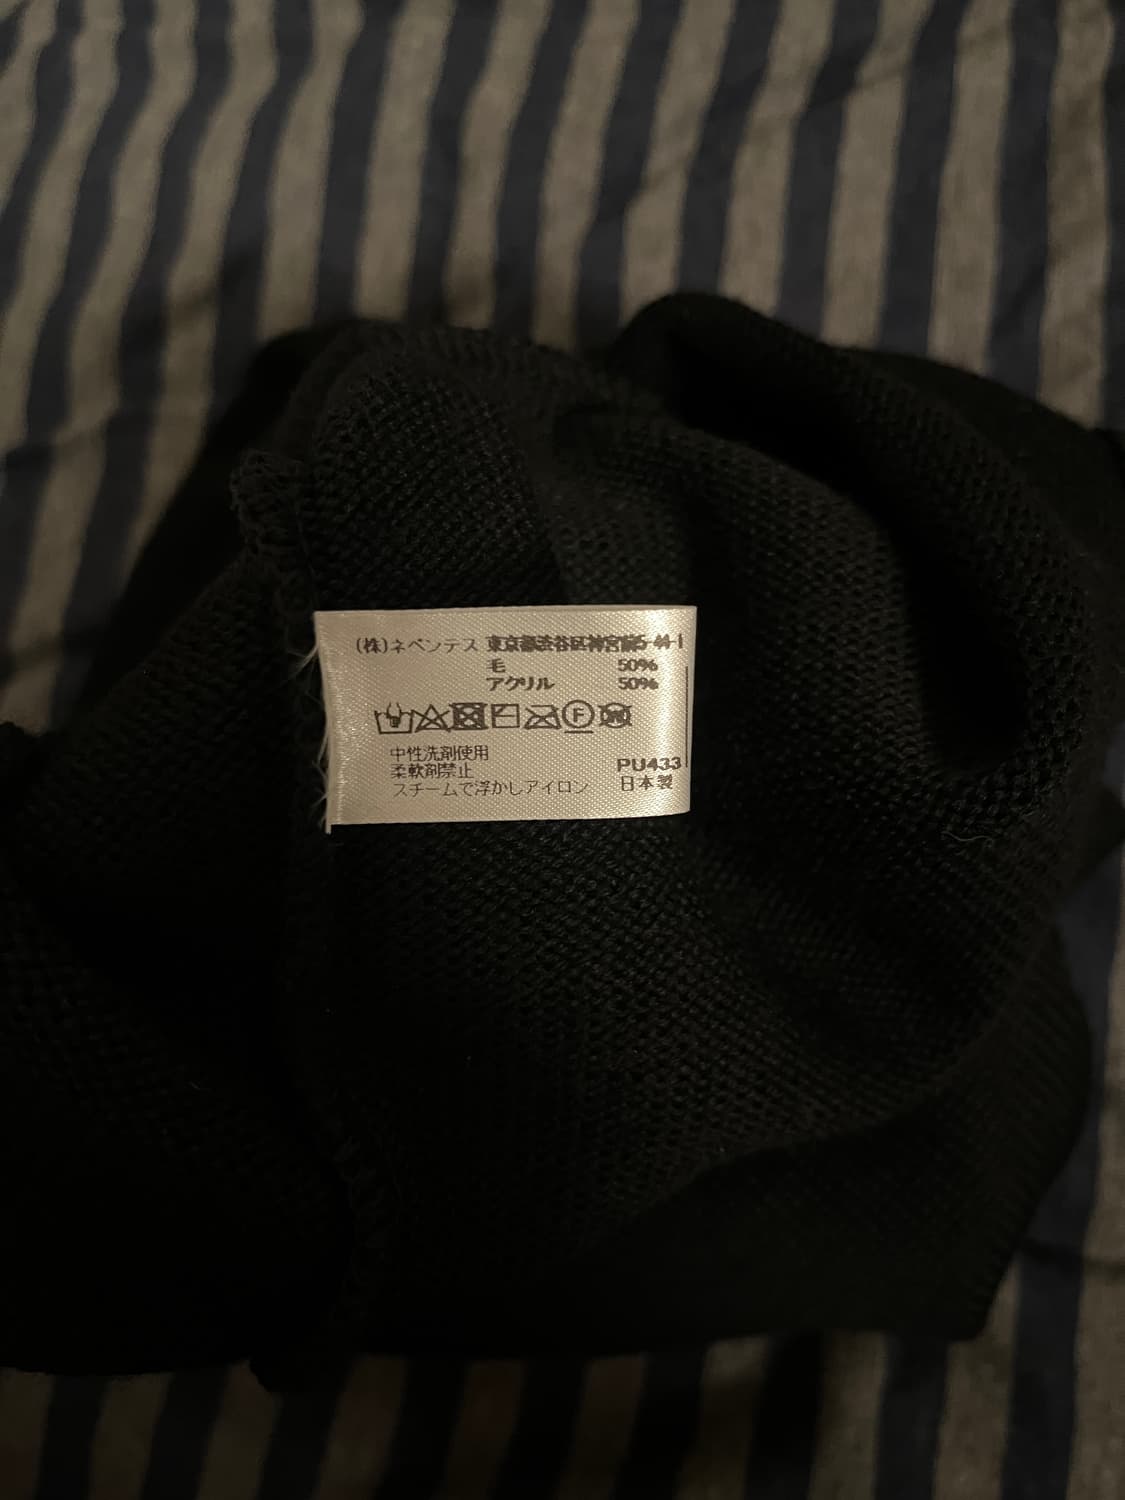 (株)ネペンテス 東京都渋谷区神宮前5-44-1
毛 50%
アクリル 50%
F
W
中性洗剤使用
柔軟剤禁止
スチームで浮かしアイロン
PU433
日本製